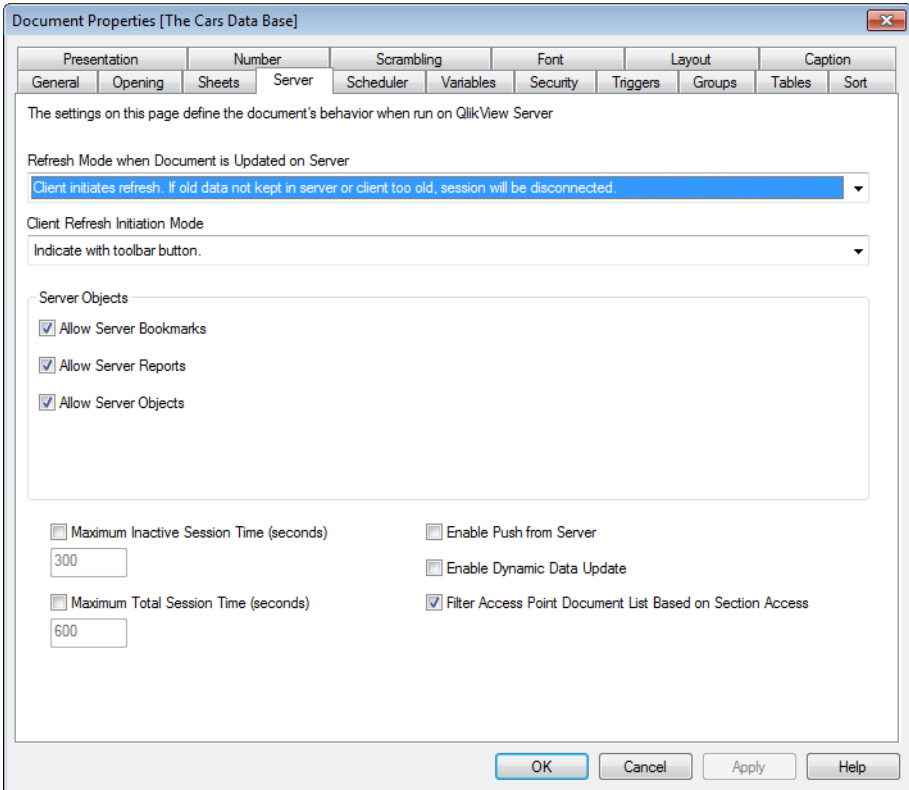 Document Properties [The Cars Data Base]
Presentation Number Scrambling Font Layout Caption
General Opening Sheets Server Scheduler Variables Security Triggers Groups Tables Sort
The settings on this page define the document's behavior when run on QlikView Server
Refresh Mode when Document is Updated on Server
Client initiates refresh. If old data not kept in server or client too old, session will be disconnected.
Client Refresh Initiation Mode
Indicate with toolbar button.
Server Objects
Allow Server Bookmarks
Allow Server Reports
Allow Server Objects
Maximum Inactive Session Time (seconds) Enable Push from Server
300
Enable Dynamic Data Update
Maximum Total Session Time (seconds) Filter Access Point Document List Based on Section Access
600
OK Cancel Apply Help